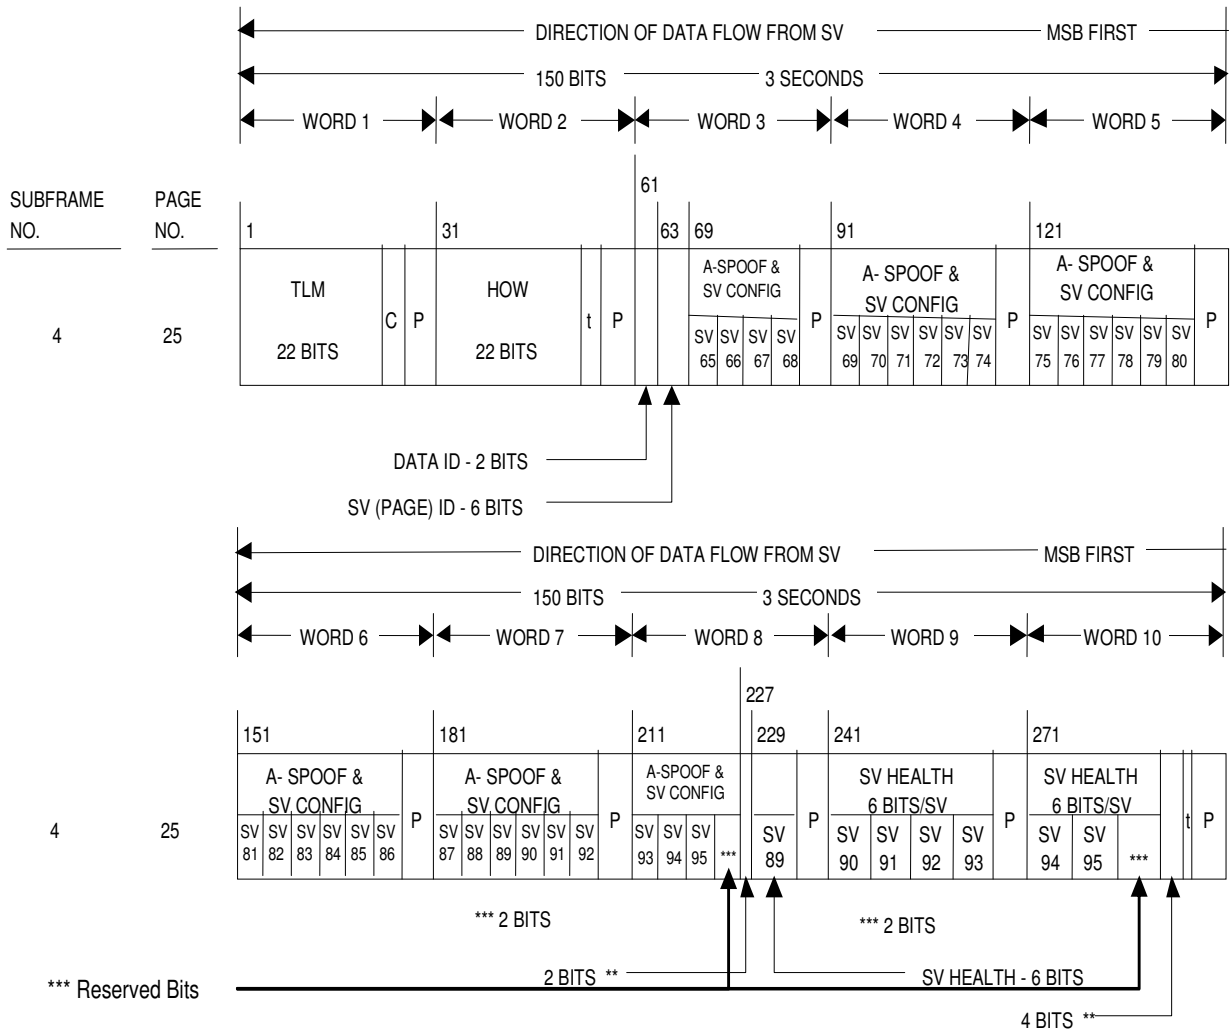 DIRECTION OF DATA FLOW FROM SV MSB FIRST
150 BITS 3 SECONDS
WORD 1 WORD 2 WORD 3 WORD 4 WORD 5
61
SUBFRAME NO. PAGE NO.
1 31 63 69 91 121
TLM 22 BITS C P HOW 22 BITS t P
A-SPOOF & SV CONFIG
SV 65 SV 66 SV 67 SV 68 P
A- SPOOF & SV CONFIG
SV 69 SV 70 SV 71 SV 72 SV 73 SV 74 P
A- SPOOF & SV CONFIG
SV 75 SV 76 SV 77 SV 78 SV 79 SV 80 P
4 25
DATA ID - 2 BITS
SV (PAGE) ID - 6 BITS
DIRECTION OF DATA FLOW FROM SV MSB FIRST
150 BITS 3 SECONDS
WORD 6 WORD 7 WORD 8 WORD 9 WORD 10
227
151 181 211 229 241 271
A- SPOOF & SV CONFIG
SV 81 SV 82 SV 83 SV 84 SV 85 SV 86 P
A- SPOOF & SV CONFIG
SV 87 SV 88 SV 89 SV 90 SV 91 SV 92 P
A-SPOOF & SV CONFIG
SV 93 SV 94 SV 95 ***
SV 89 P
SV HEALTH 6 BITS/SV
SV 90 SV 91 SV 92 SV 93 P
SV HEALTH 6 BITS/SV
SV 94 SV 95 *** t P
4 25
*** 2 BITS *** 2 BITS
2 BITS ** SV HEALTH - 6 BITS
*** Reserved Bits
4 BITS **